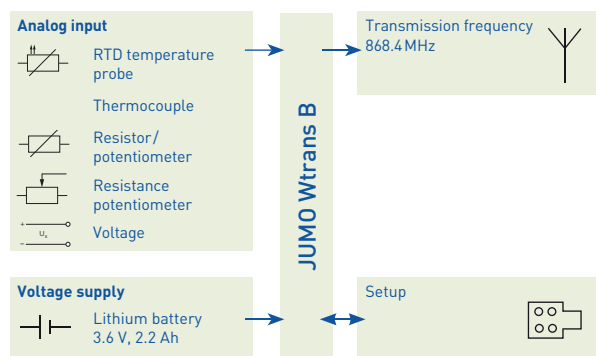 Analog input
RTD temperature
probe
Thermocouple
Resistor/
potentiometer
Resistance
potentiometer
+
Uₓ
−
Voltage
Voltage supply
Lithium battery
3.6 V, 2.2 Ah
JUMO Wtrans B
Transmission frequency
868.4 MHz
Setup